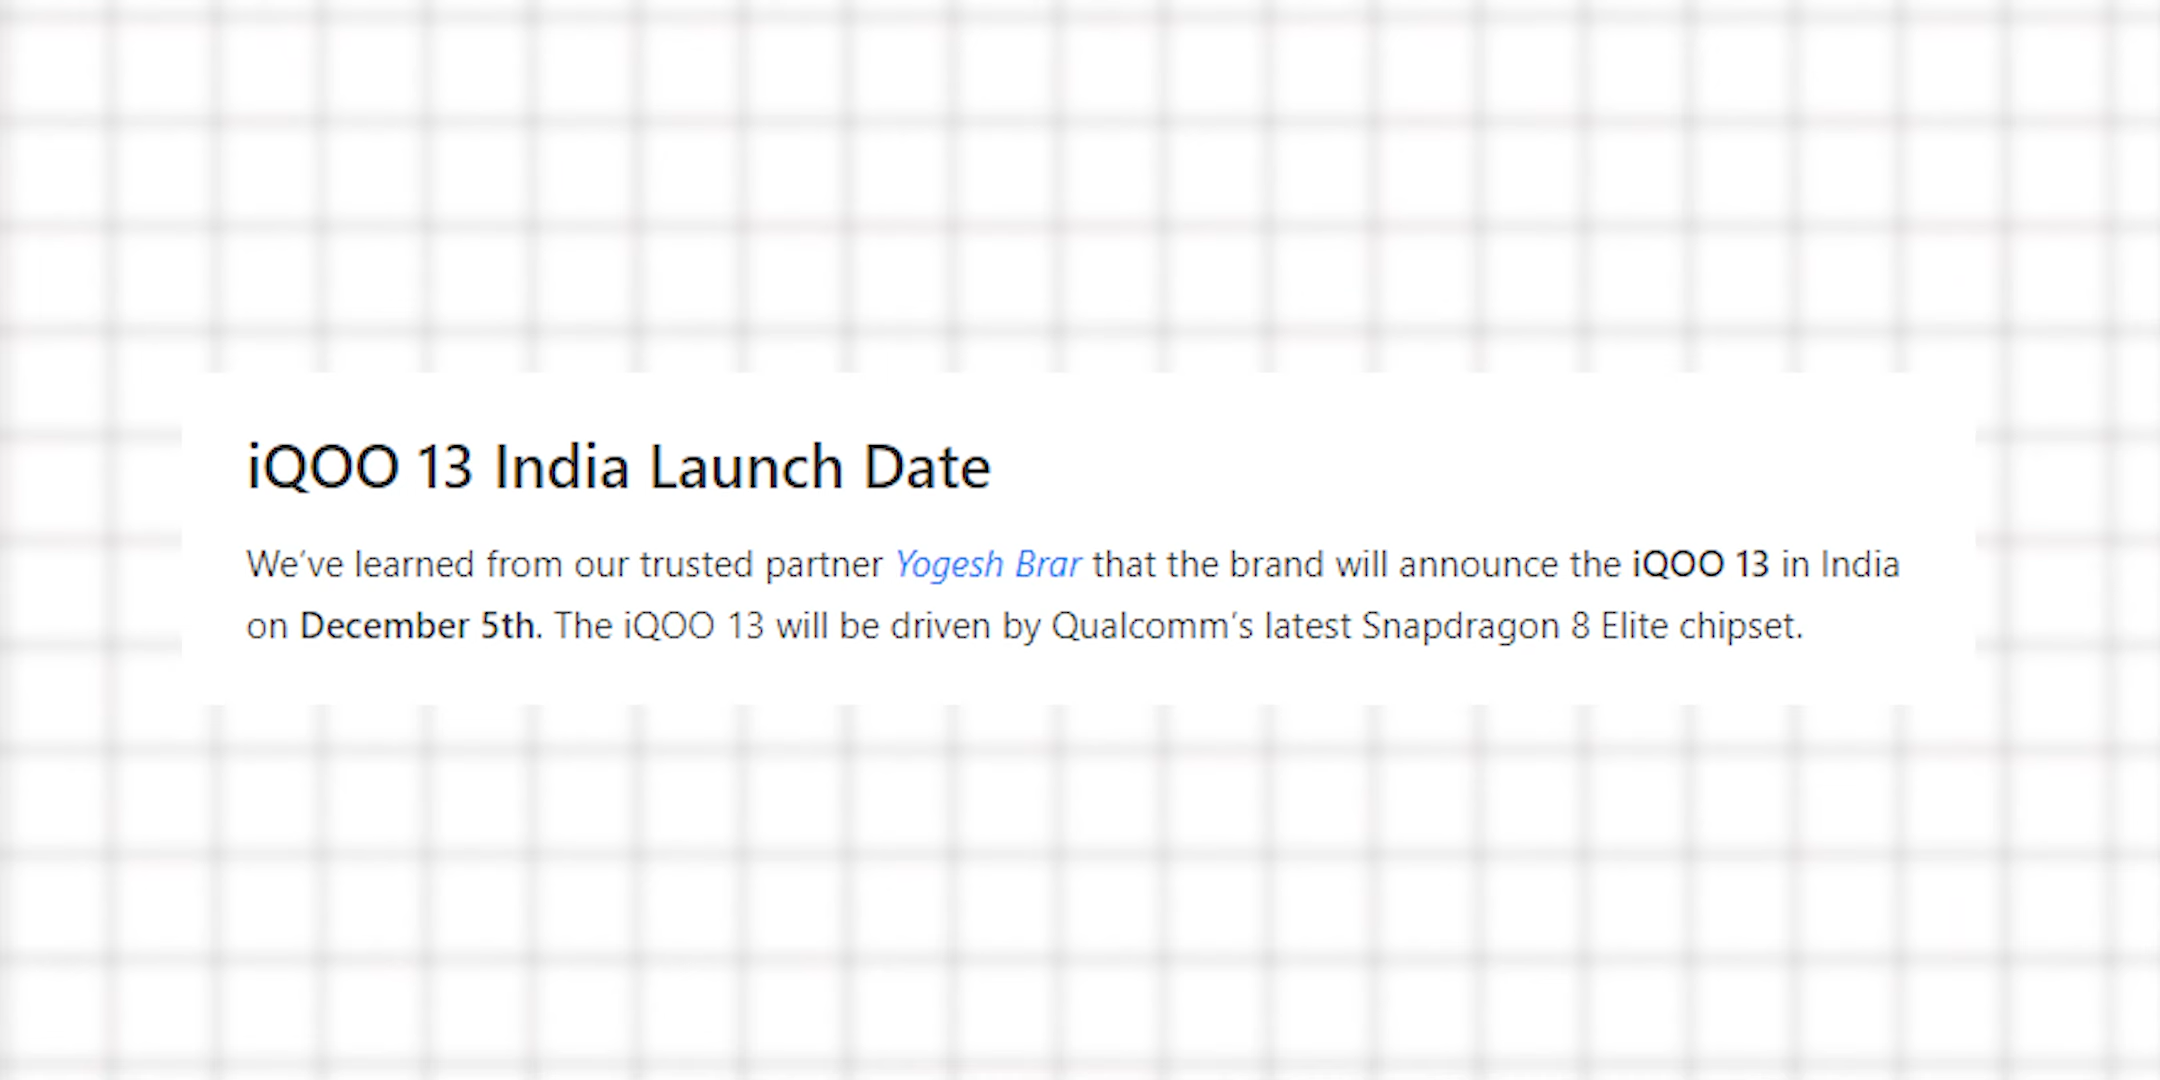 iQOO 13 India Launch Date
We’ve learned from our trusted partner Yogesh Brar that the brand will announce the iQOO 13 in India
on December 5th. The iQOO 13 will be driven by Qualcomm’s latest Snapdragon 8 Elite chipset.